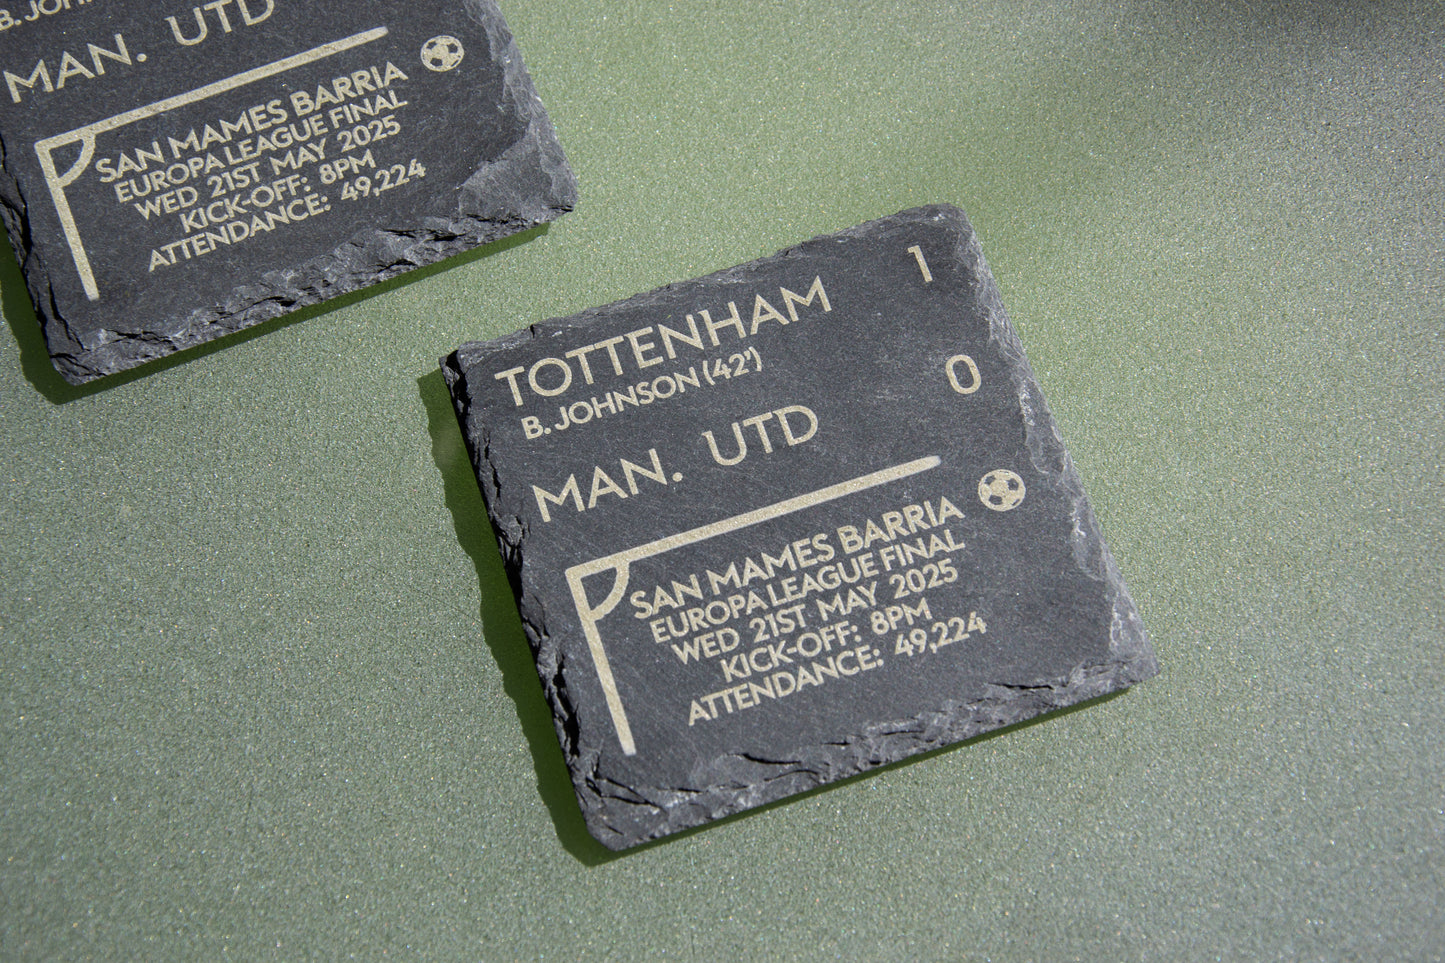 B. JOHN
MAN. UTD
SAN MAMES BARRIA
EUROPA LEAGUE FINAL
WED 21ST MAY 2025
KICK-OFF: 8PM
ATTENDANCE: 49,224
TOTTENHAM 1
B. JOHNSON (42')
MAN. UTD 0
SAN MAMES BARRIA
EUROPA LEAGUE FINAL
WED 21ST MAY 2025
KICK-OFF: 8PM
ATTENDANCE: 49,224